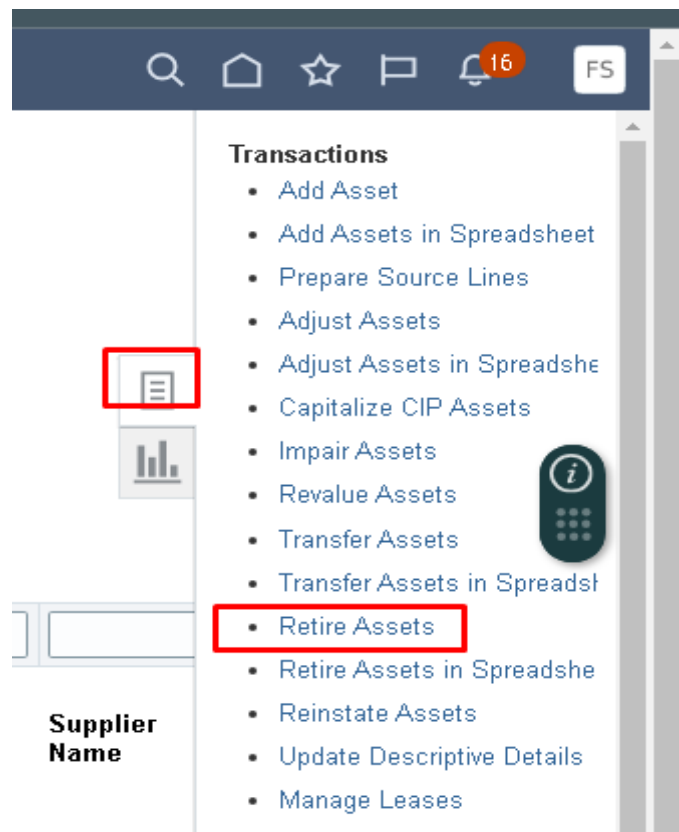 16
FS
Transactions
Add Asset
Add Assets in Spreadsheet
Prepare Source Lines
Adjust Assets
Adjust Assets in Spreadshe
Capitalize CIP Assets
Impair Assets
Revalue Assets
Transfer Assets
Transfer Assets in Spreadsh
Retire Assets
Retire Assets in Spreadshe
Reinstate Assets
Update Descriptive Details
Manage Leases
Supplier
Name